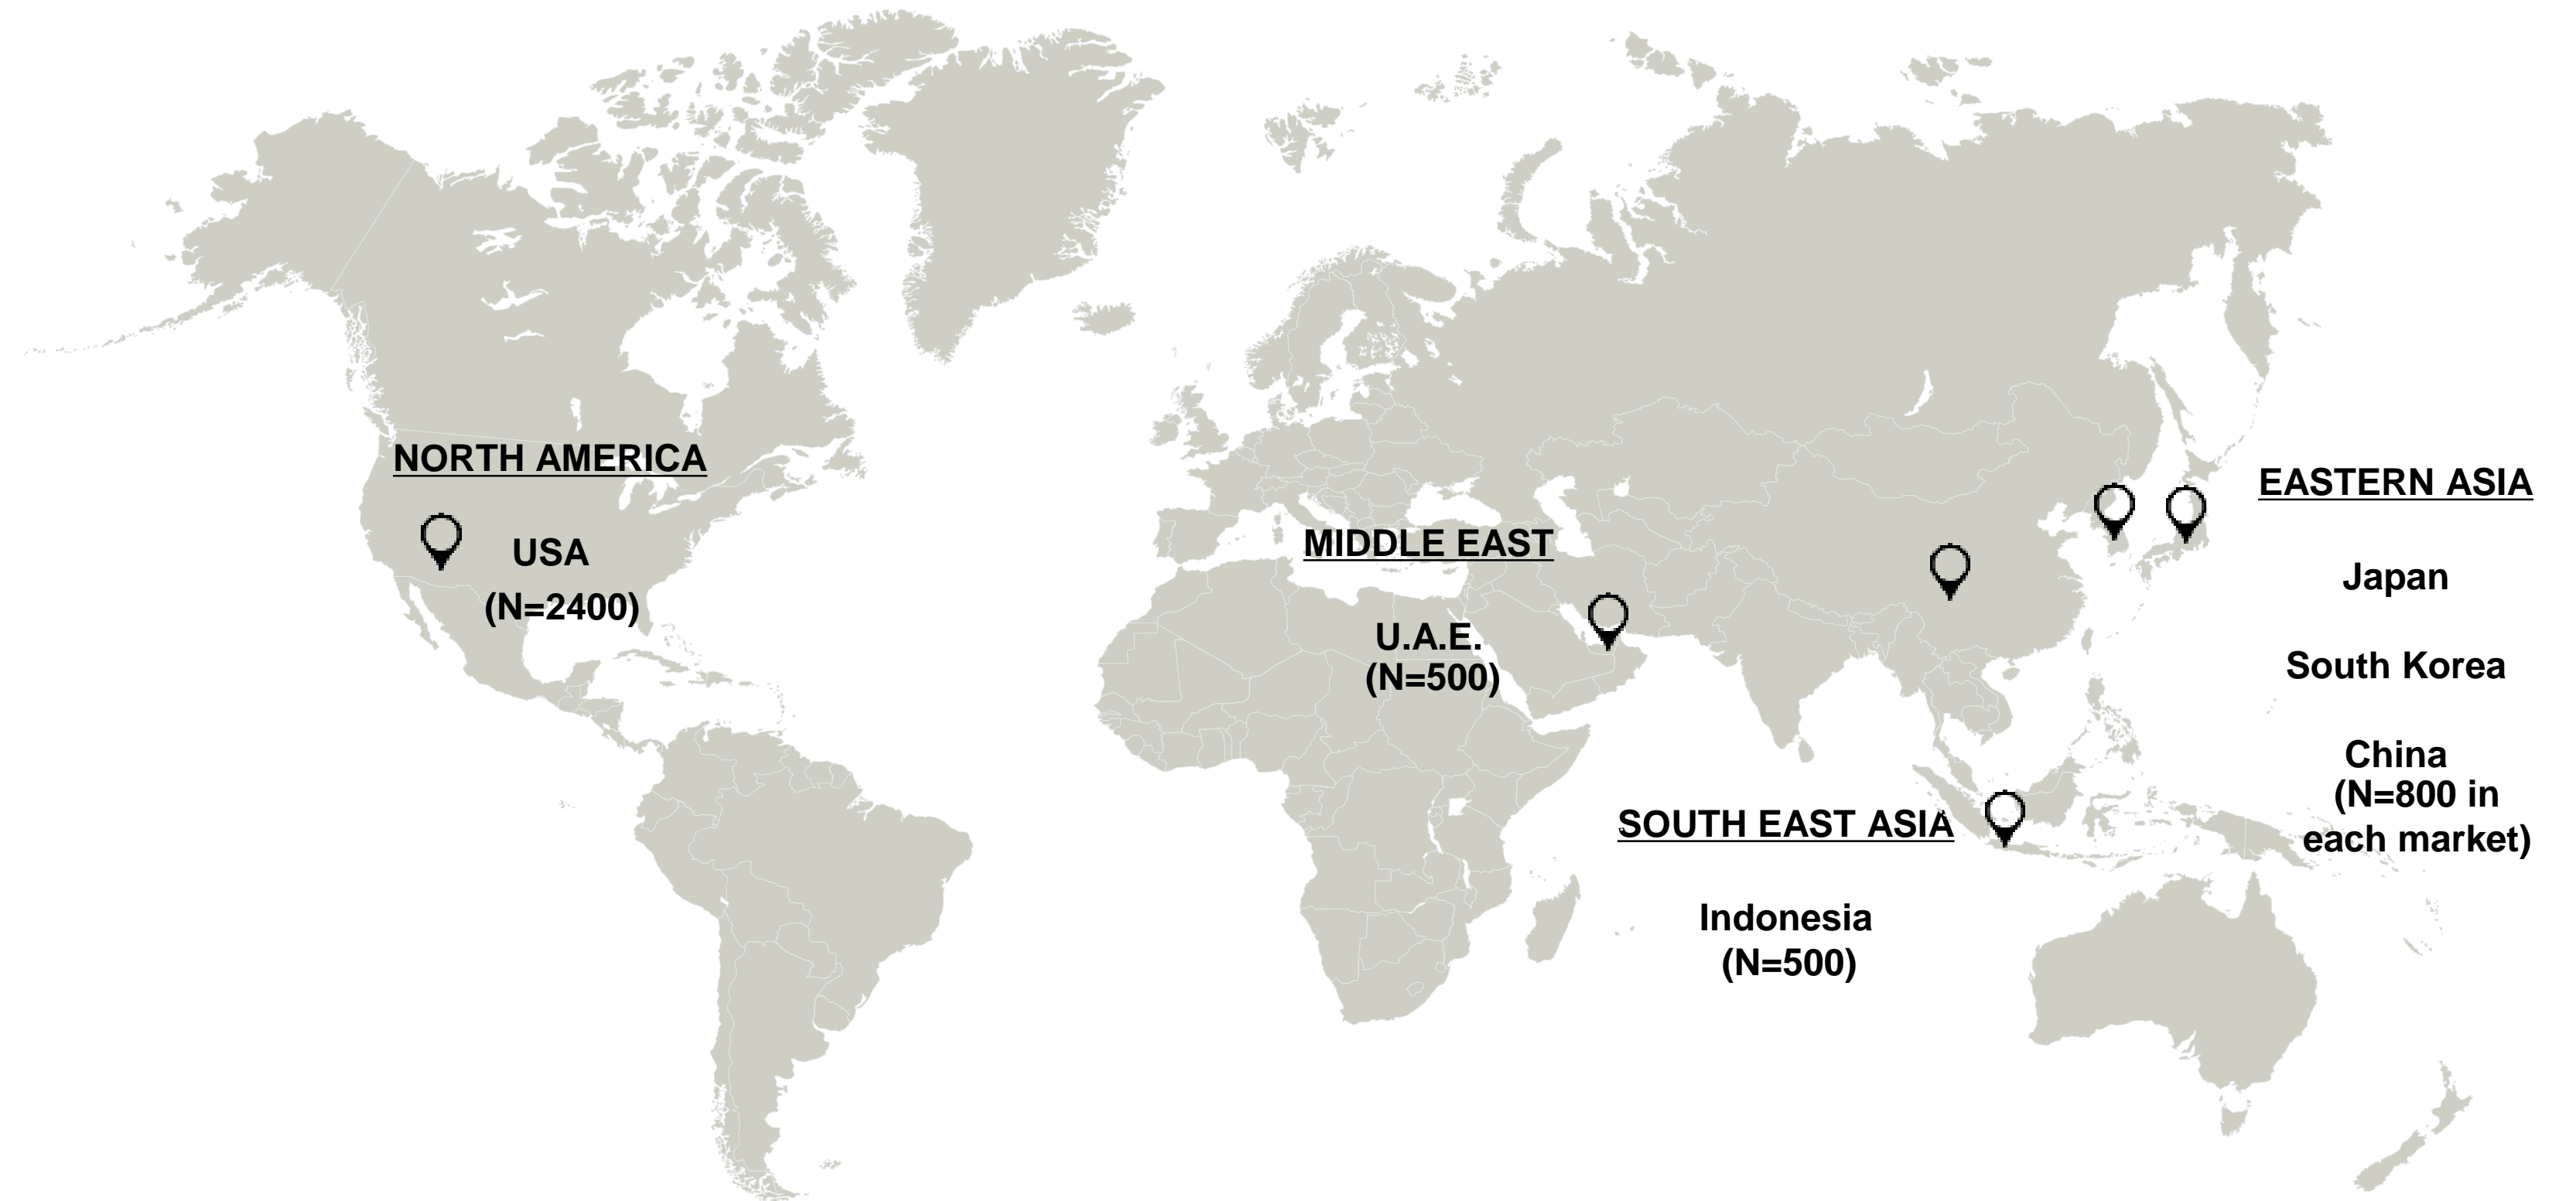 NORTH AMERICA
USA
(N=2400)
MIDDLE EAST
U.A.E.
(N=500)
SOUTH EAST ASIA
Indonesia
(N=500)
EASTERN ASIA
Japan
South Korea
China
(N=800 in
each market)